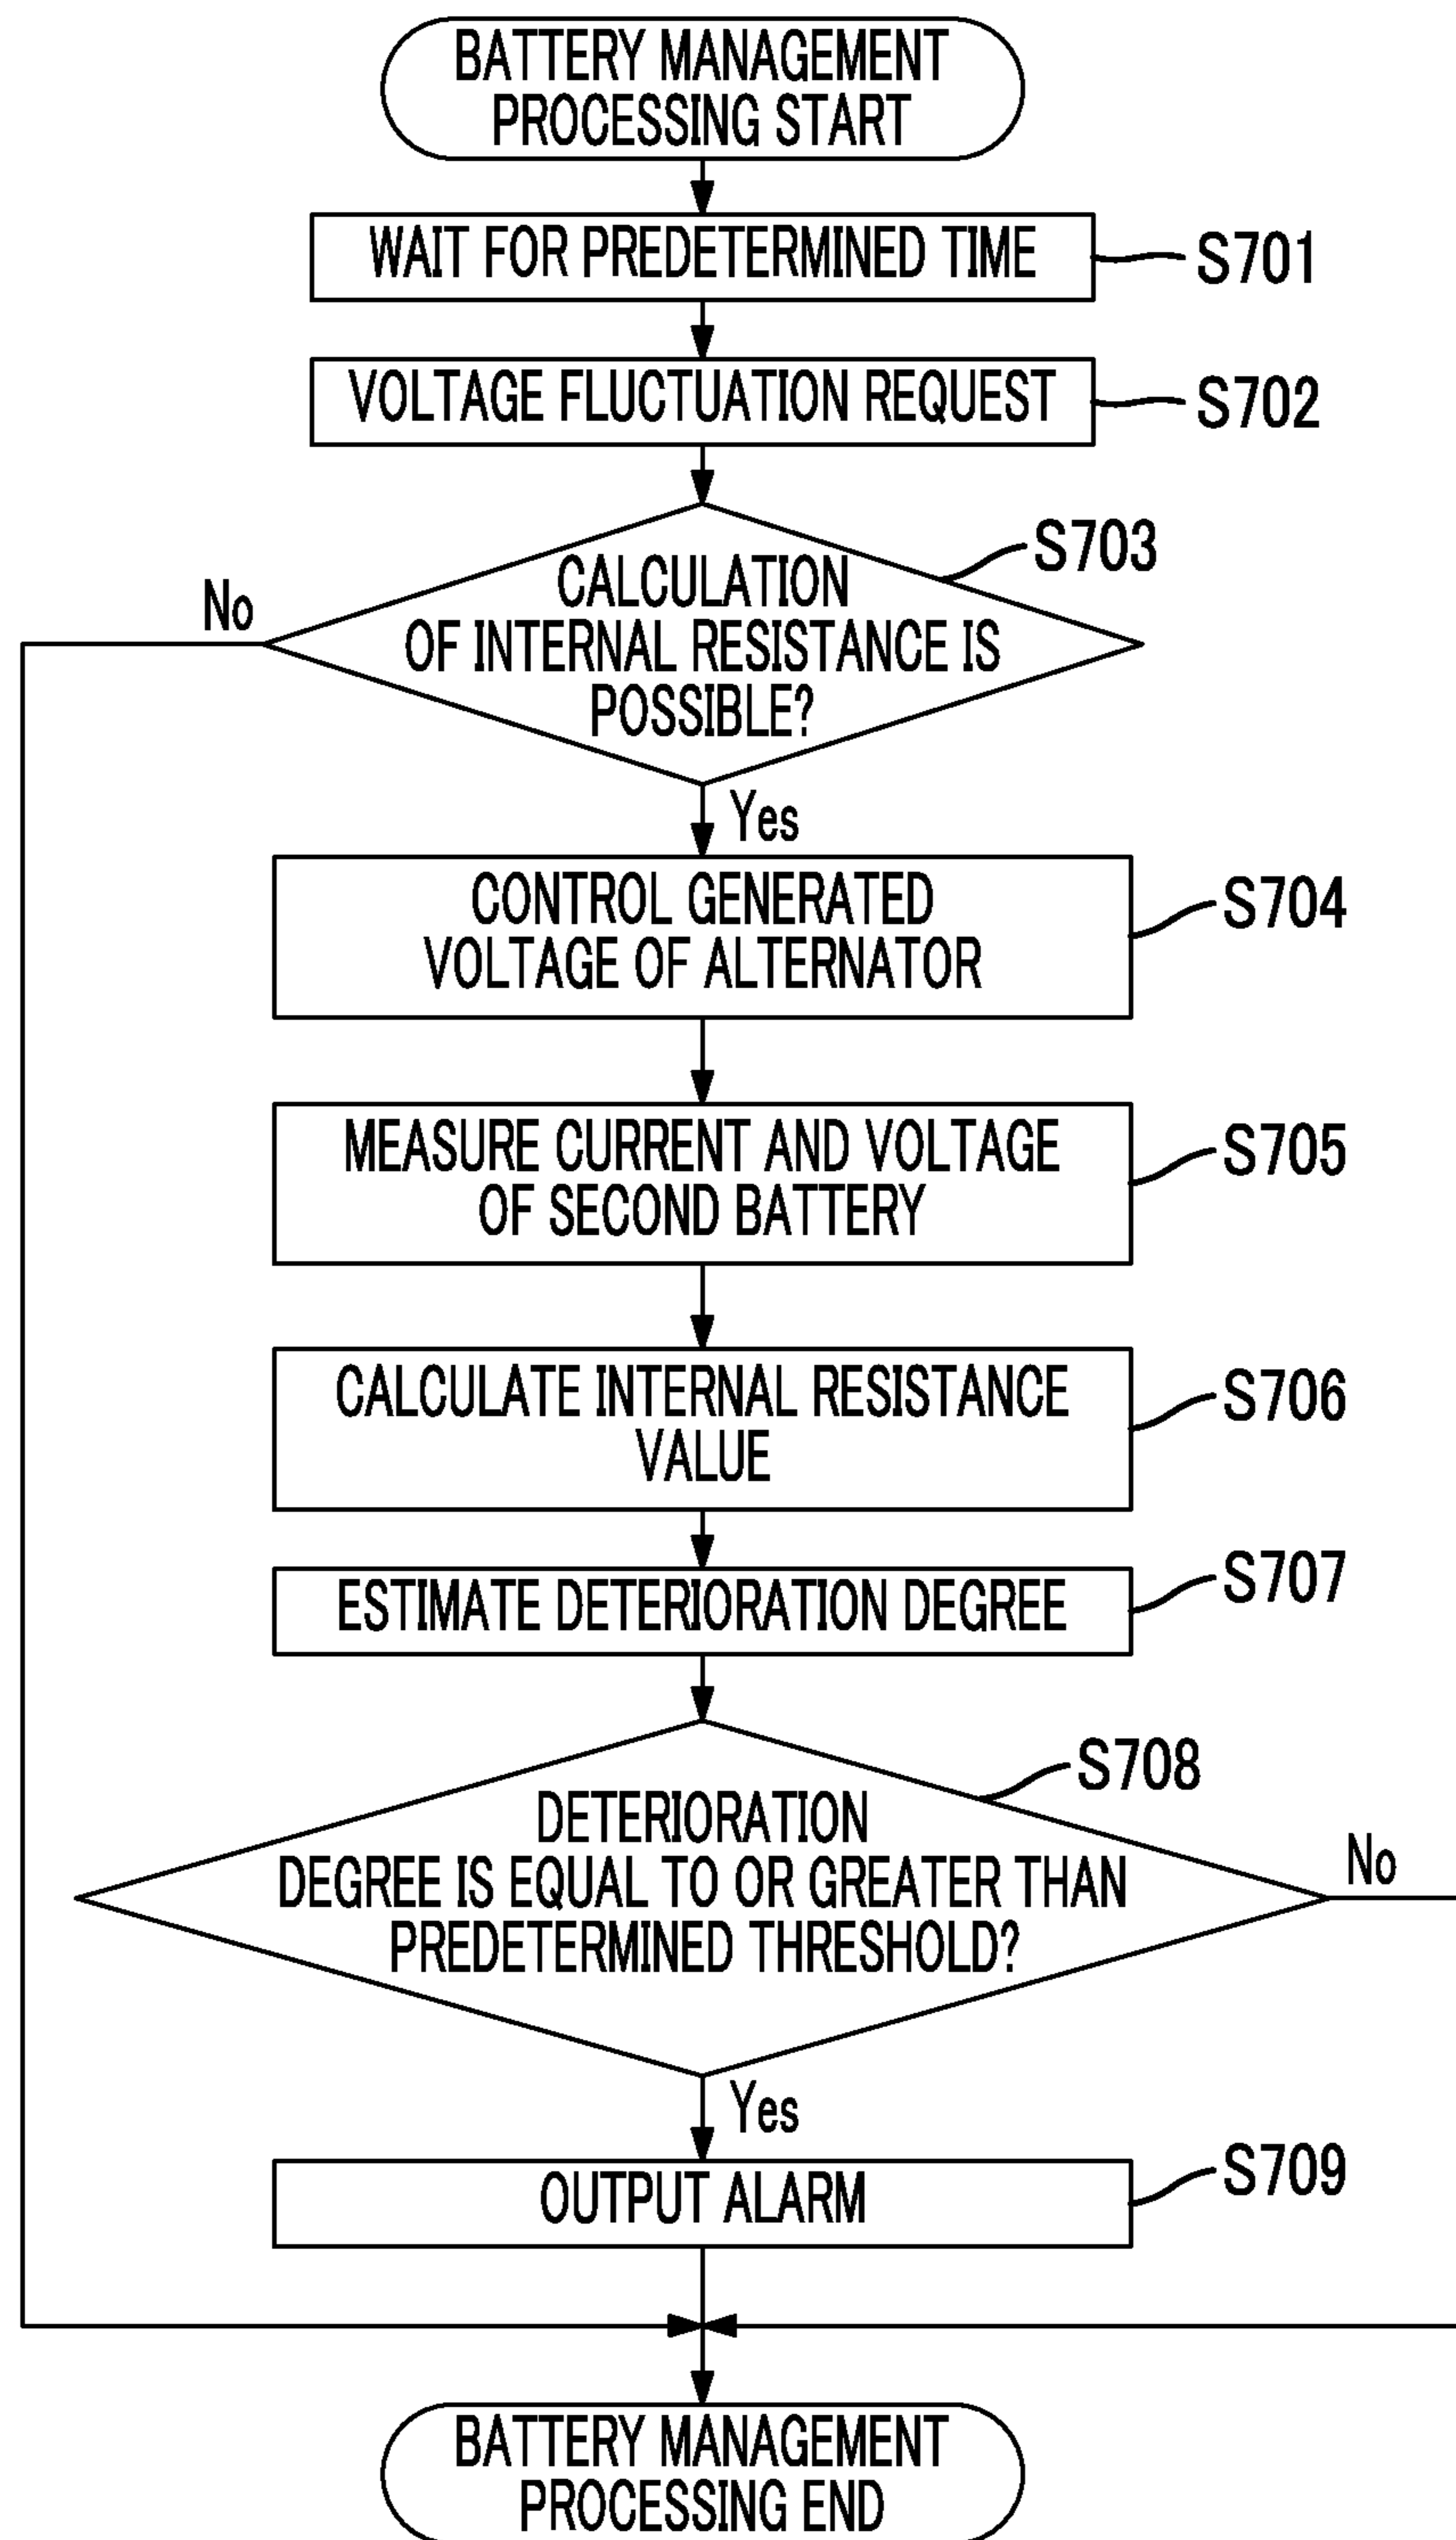 BATTERY MANAGEMENT
PROCESSING START
WAIT FOR PREDETERMINED TIME
S701
VOLTAGE FLUCTUATION REQUEST
S702
S703
CALCULATION
OF INTERNAL RESISTANCE IS
POSSIBLE?
No
Yes
CONTROL GENERATED
VOLTAGE OF ALTERNATOR
S704
MEASURE CURRENT AND VOLTAGE
OF SECOND BATTERY
S705
CALCULATE INTERNAL RESISTANCE
VALUE
S706
ESTIMATE DETERIORATION DEGREE
S707
S708
DETERIORATION
DEGREE IS EQUAL TO OR GREATER THAN
PREDETERMINED THRESHOLD?
No
Yes
OUTPUT ALARM
S709
BATTERY MANAGEMENT
PROCESSING END